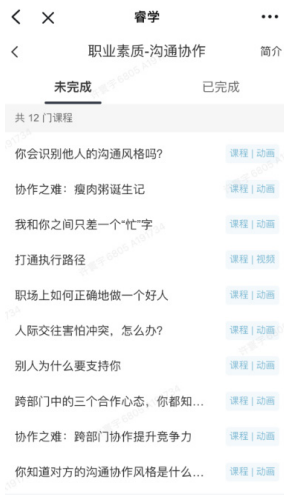 睿学
职业素质-沟通协作
简介
未完成
已完成
共 12 门课程
你会识别他人的沟通风格吗?
课程 | 动画
协作之难：瘦肉粥诞生记
课程 | 动画
我和你之间只差一个“忙”字
课程 | 动画
打通执行路径
课程 | 视频
职场上如何正确地做一个好人
课程 | 动画
人际交往害怕冲突，怎么办?
课程 | 动画
别人为什么要支持你
课程 | 动画
跨部门中的三个合作心态，你都知...
课程 | 动画
协作之难：跨部门协作提升竞争力
课程 | 动画
你知道对方的沟通协作风格是什么...
课程 | 动画